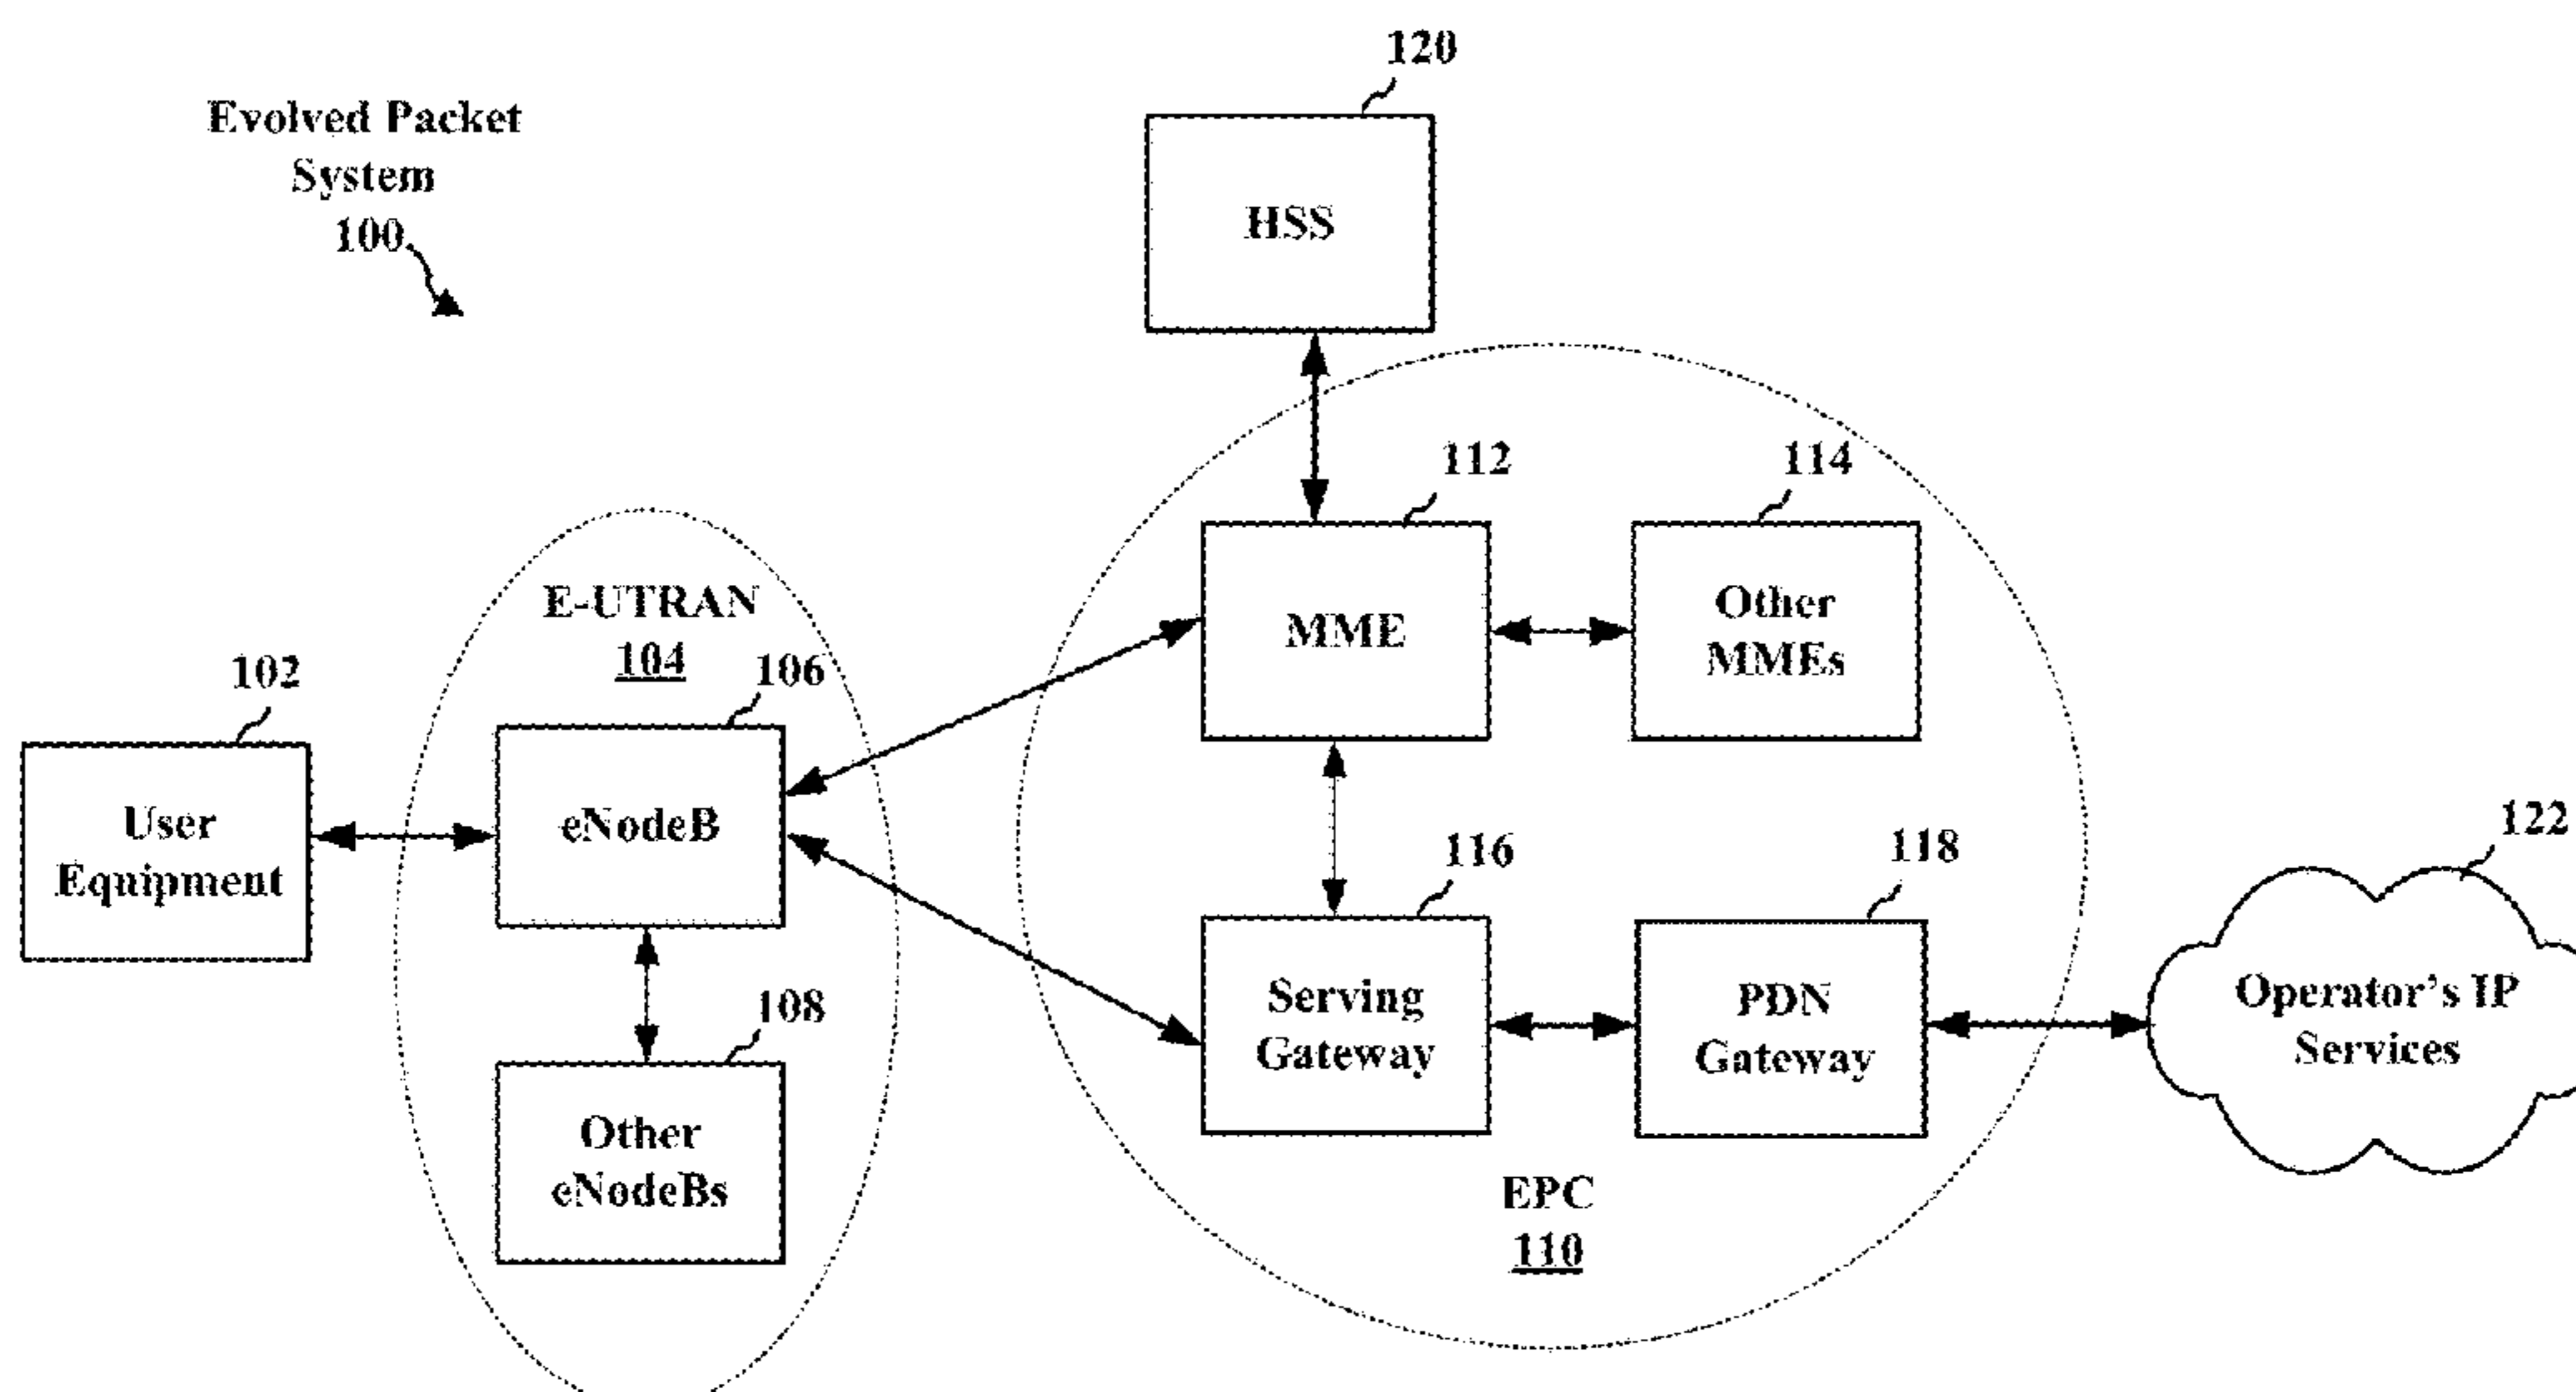 120
Evolved Packet
System
100
HSS
112
114
E-UTRAN
104
MME
Other
MMEs
102
106
User
Equipment
eNodeB
116
118
122
108
Serving
Gateway
PDN
Gateway
Operator's IP
Services
Other
eNodeBs
EPC
110